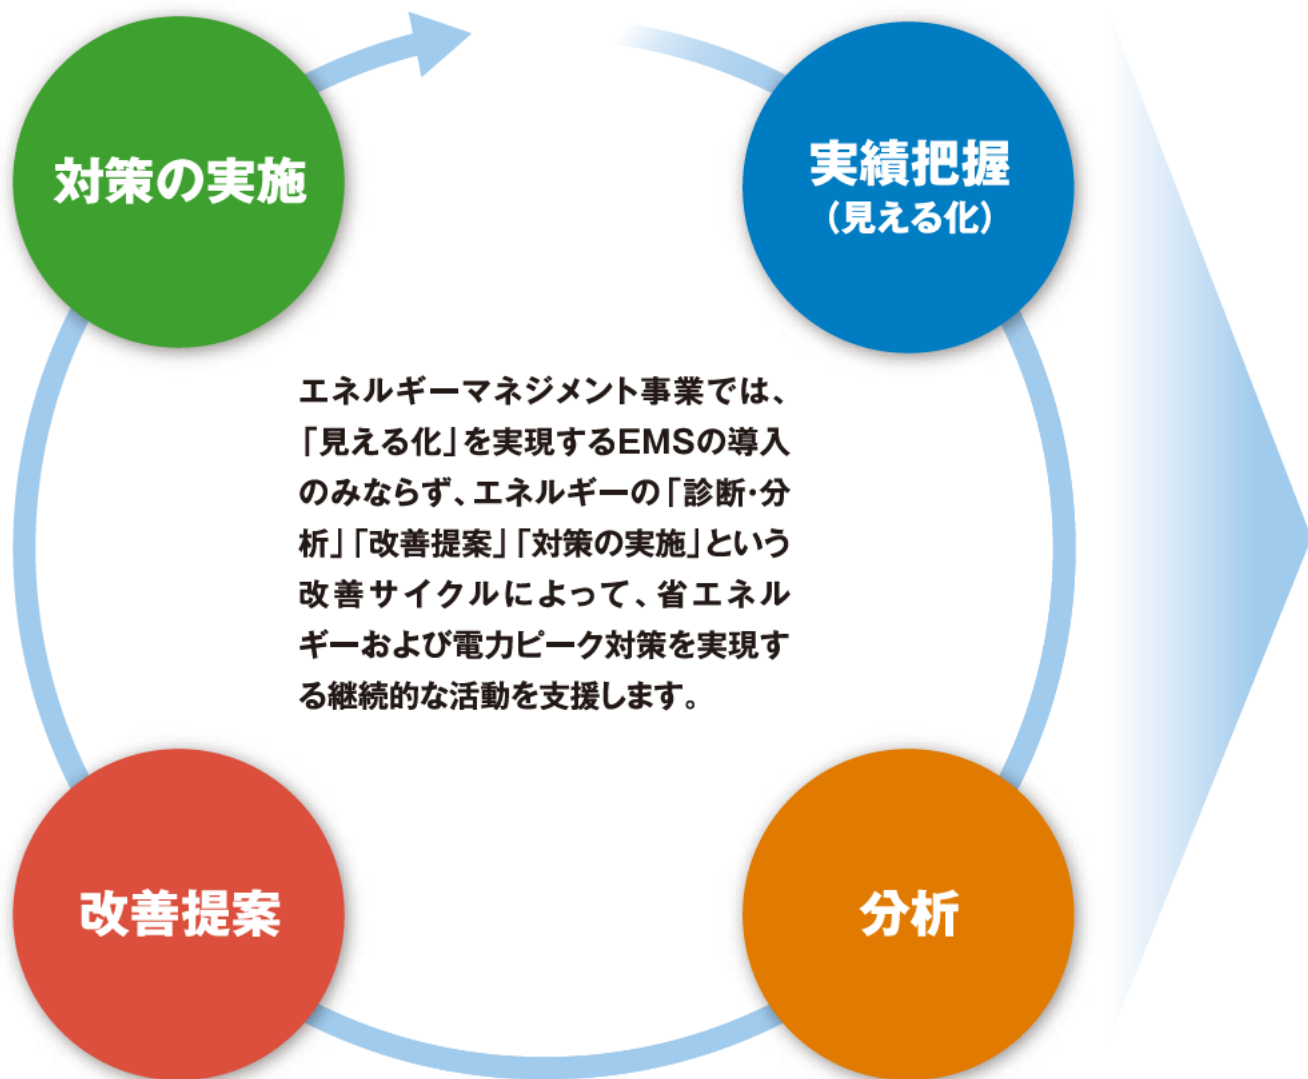 対策の実施
実績把握
（見える化）
エネルギーマネジメント事業では、
「見える化」を実現するEMSの導入
のみならず、エネルギーの「診断・分
析」「改善提案」「対策の実施」という
改善サイクルによって、省エネル
ギーおよび電力ピーク対策を実現す
る継続的な活動を支援します。
改善提案
分析